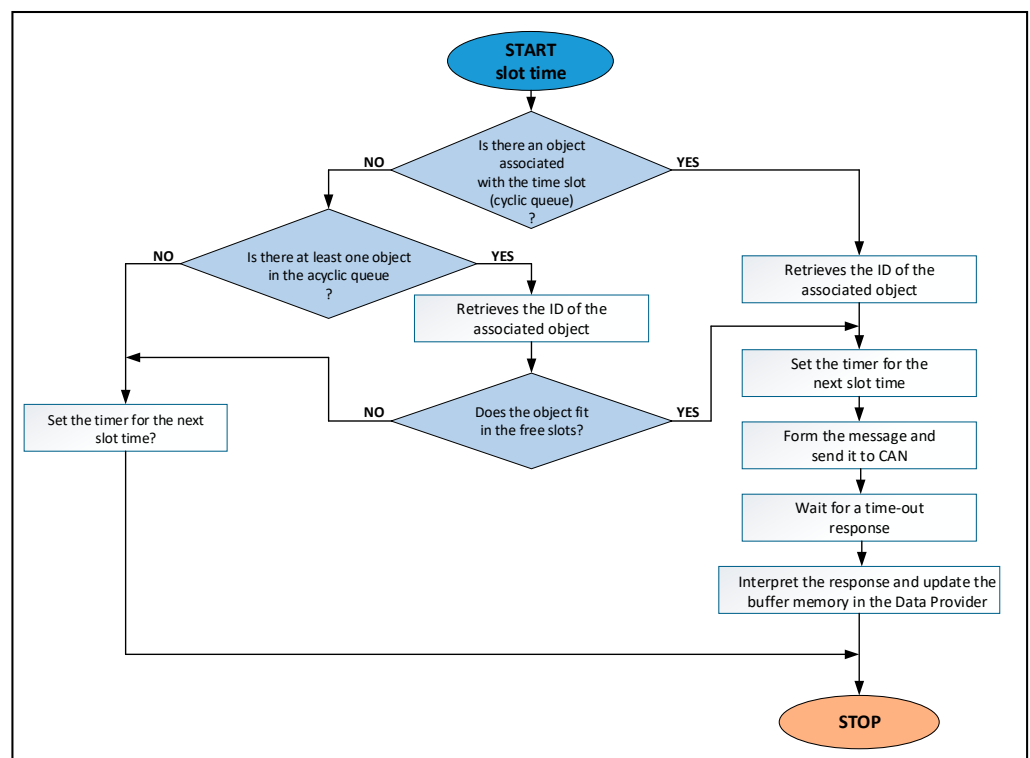 START
slot time
Is there an object
associated
with the time slot
(cyclic queue)
?
NO
YES
Is there at least one object
in the acyclic queue
?
NO
YES
Retrieves the ID of the
associated object
Retrieves the ID of the
associated object
Set the timer for the
next slot time
Does the object fit
in the free slots?
NO
YES
Set the timer for the next
slot time?
Form the message and
send it to CAN
Wait for a time-out
response
Interpret the response and update the
buffer memory in the Data Provider
STOP